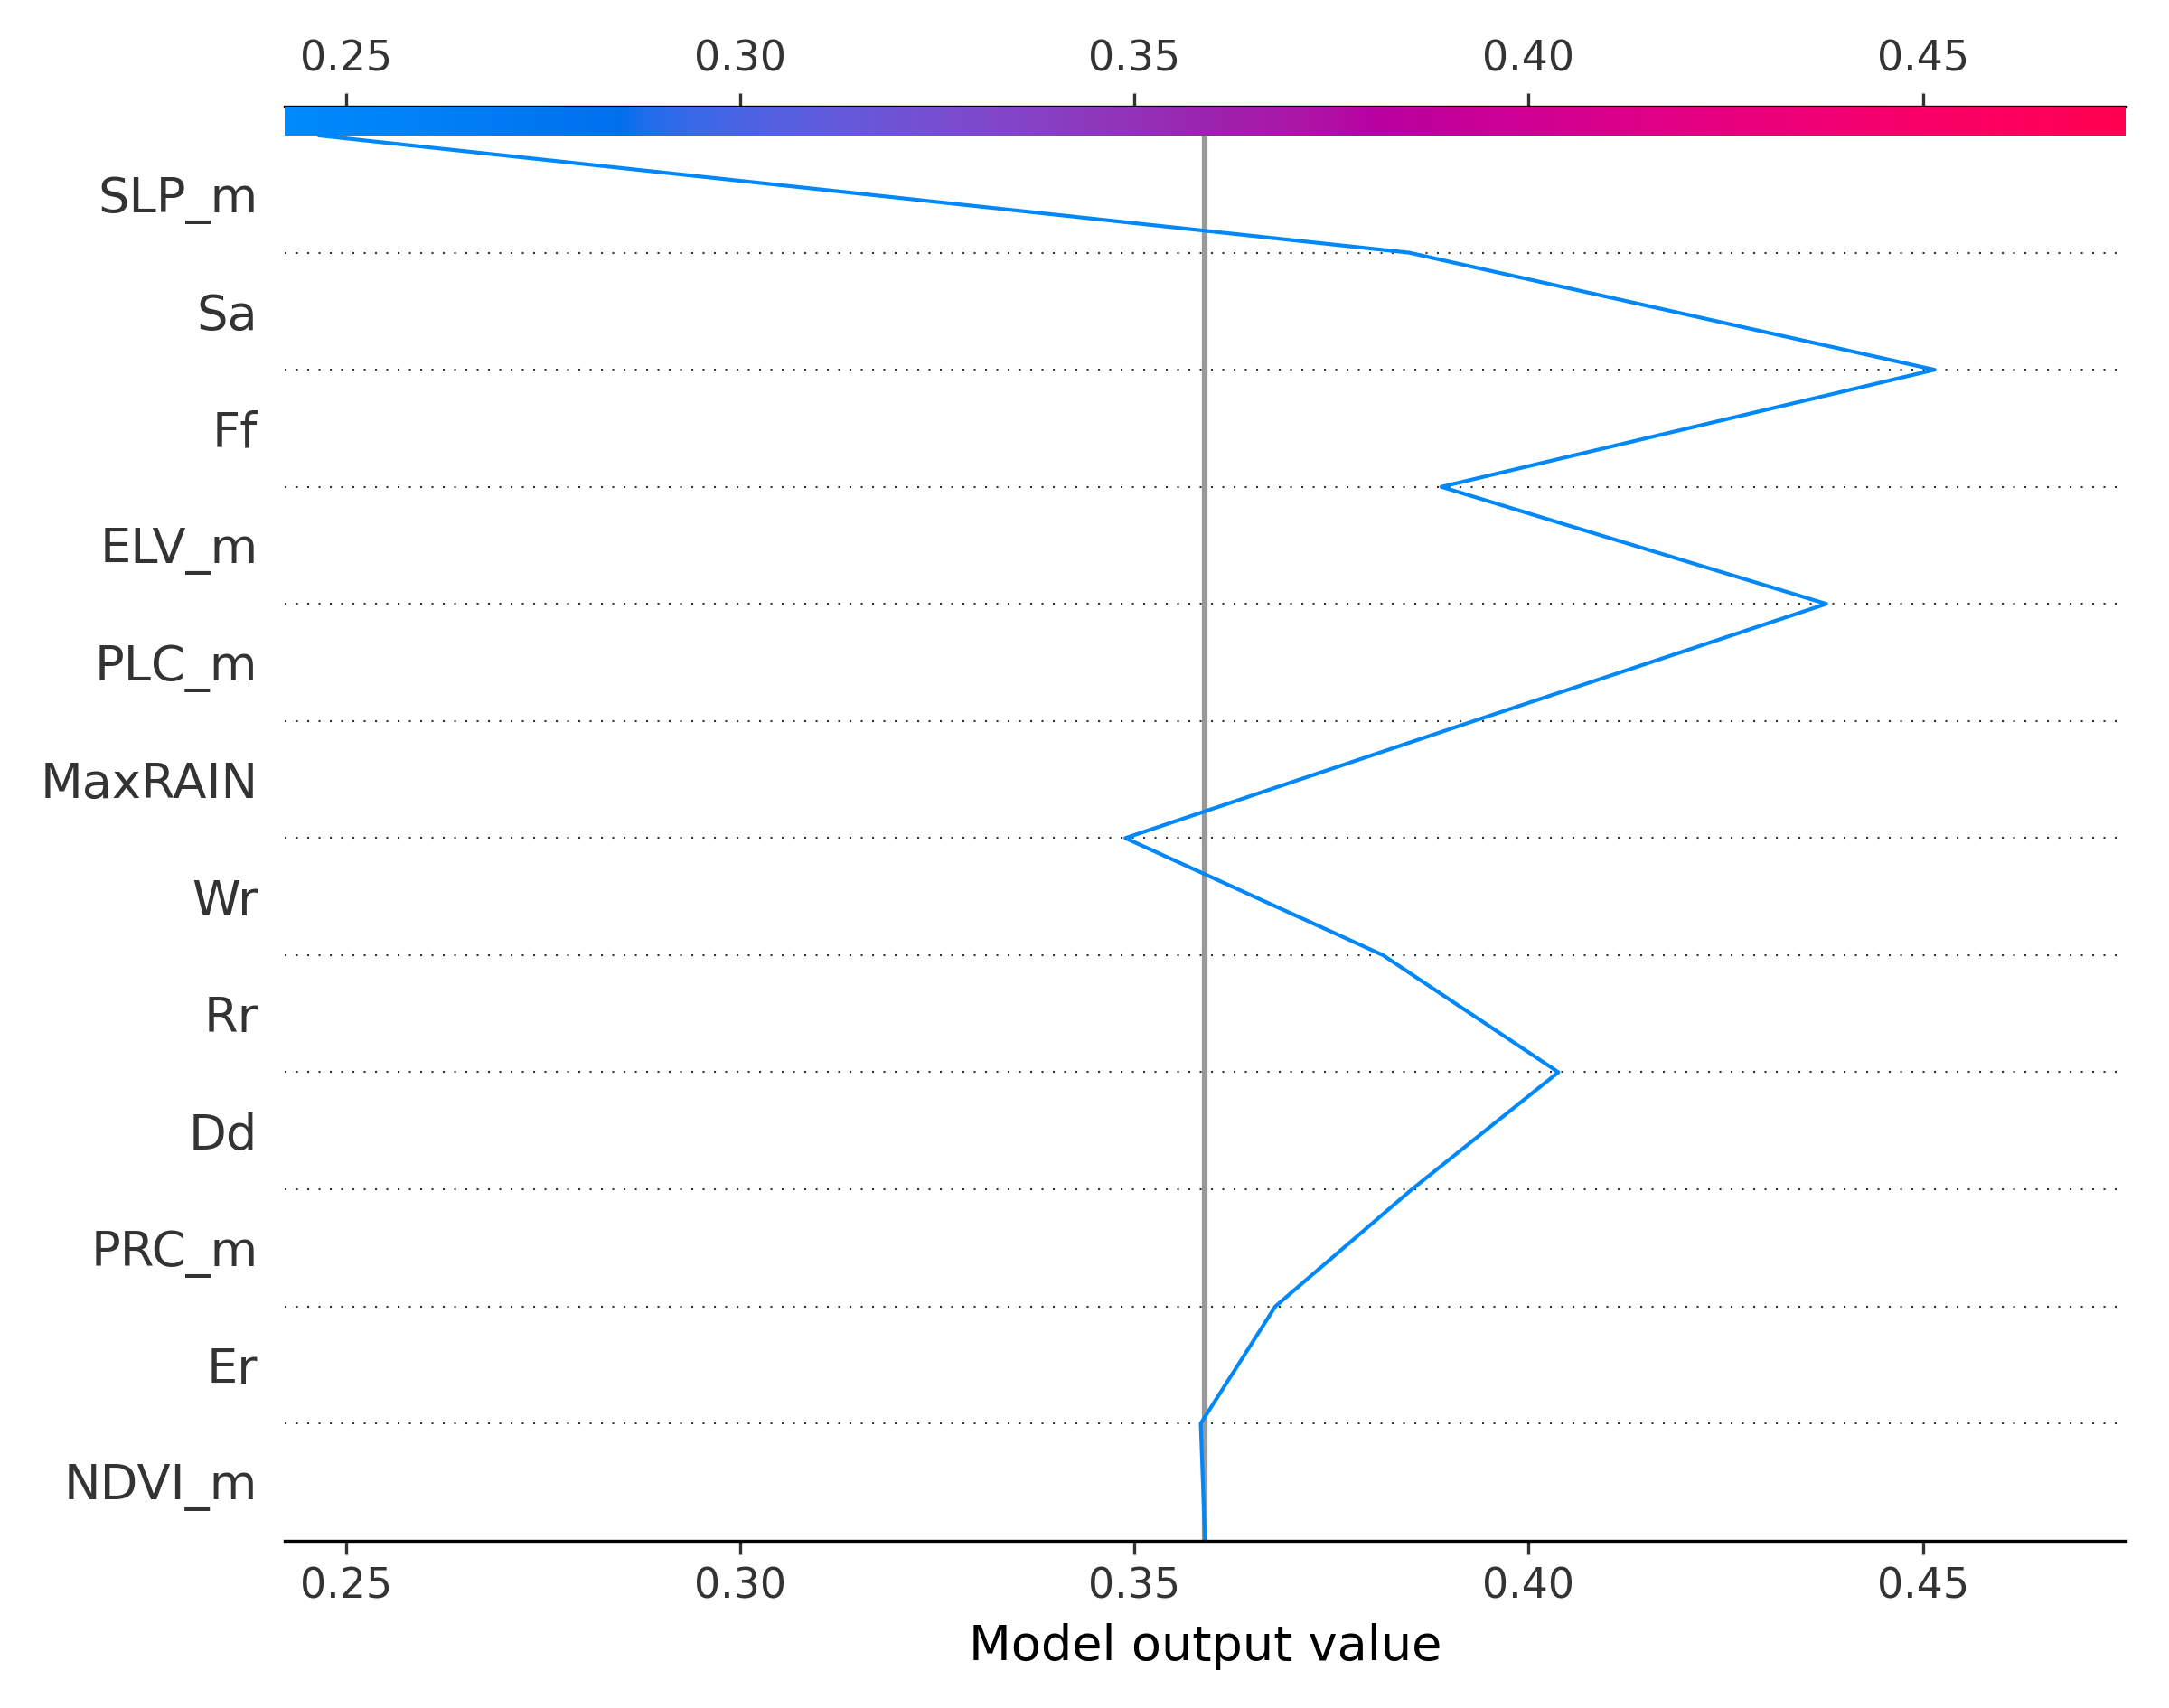 0.25 0.30 0.35 0.40 0.45
SLP_m
Sa
Ff
ELV_m
PLC_m
MaxRAIN
Wr
Rr
Dd
PRC_m
Er
NDVI_m
0.25 0.30 0.35 0.40 0.45
Model output value